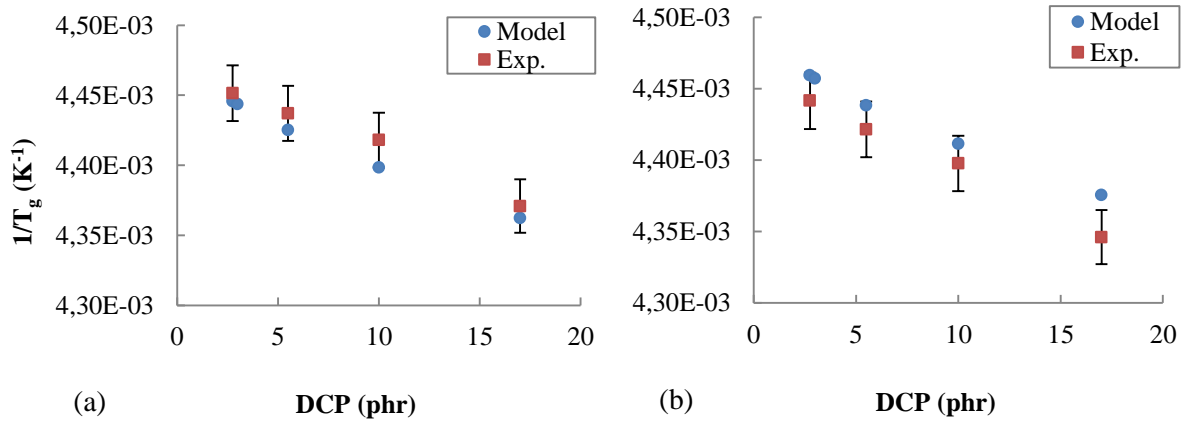 4,50E-03
4,45E-03
4,40E-03
4,35E-03
4,30E-03
1/Tg (K-1)
0 5 10 15 20
DCP (phr)
Model
Exp.
(a)
4,50E-03
4,45E-03
4,40E-03
4,35E-03
4,30E-03
0 5 10 15 20
DCP (phr)
Model
Exp.
(b)